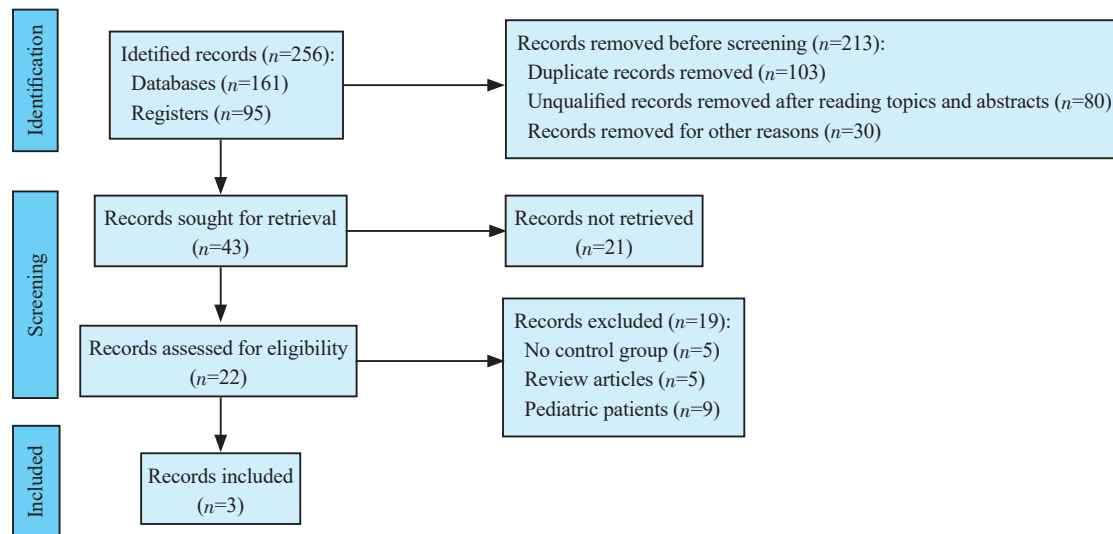 Identification
Idetified records (n=256):
Databases (n=161)
Registers (n=95)
Records removed before screening (n=213):
Duplicate records removed (n=103)
Unqualified records removed after reading topics and abstracts (n=80)
Records removed for other reasons (n=30)
Screening
Records sought for retrieval
(n=43)
Records not retrieved
(n=21)
Records assessed for eligibility
(n=22)
Records excluded (n=19):
No control group (n=5)
Review articles (n=5)
Pediatric patients (n=9)
Included
Records included
(n=3)